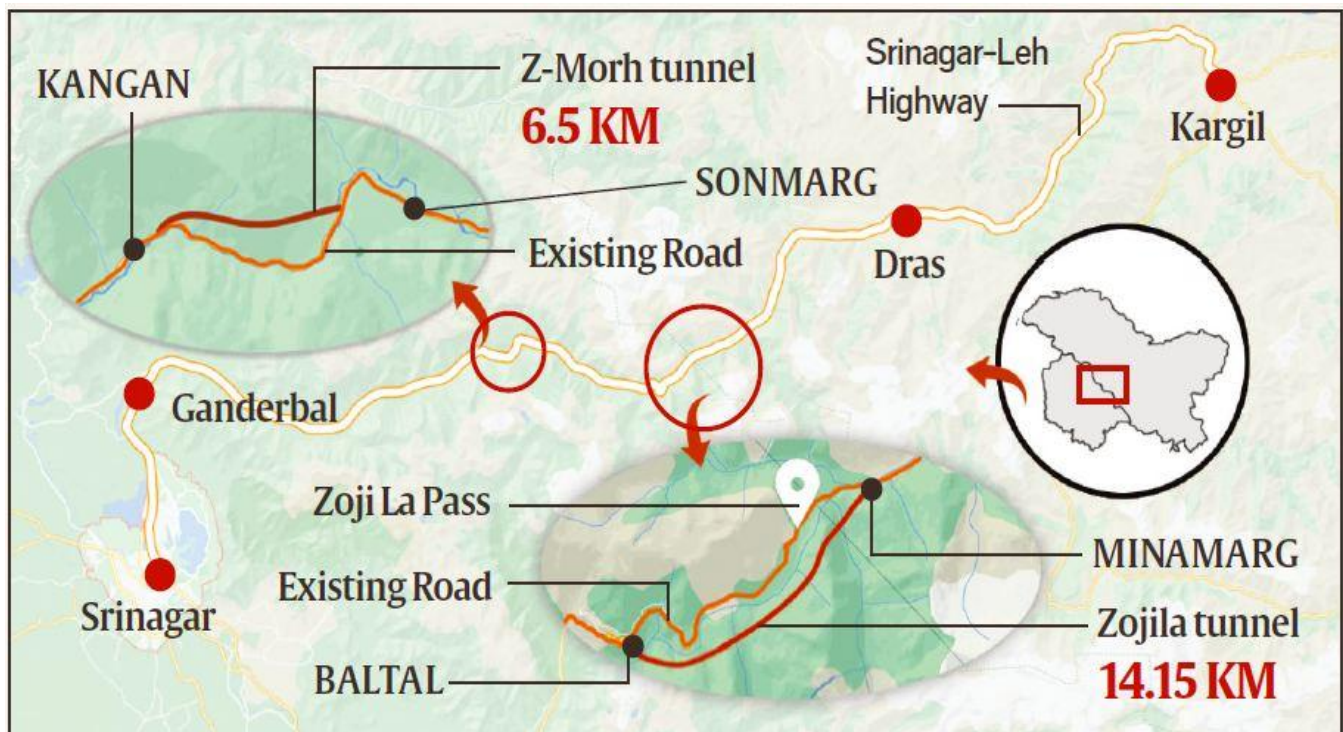 KANGAN
Z-Morh tunnel
6.5 KM
SONMARG
Existing Road
Srinagar-Leh
Highway
Kargil
Dras
Ganderbal
Srinagar
Zoji La Pass
Existing Road
BALTAL
MINAMARG
Zojila tunnel
14.15 KM